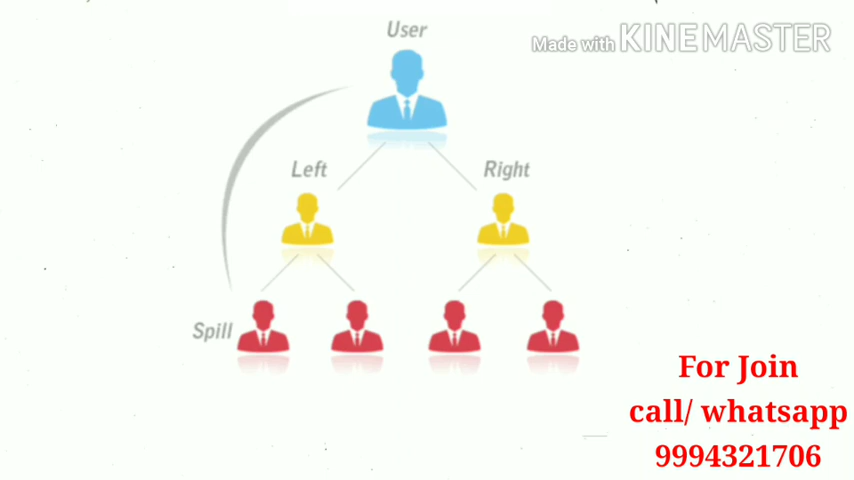 User
Made with KINEMASTER
Left
Right
Spill
For Join
call/ whatsapp
9994321706